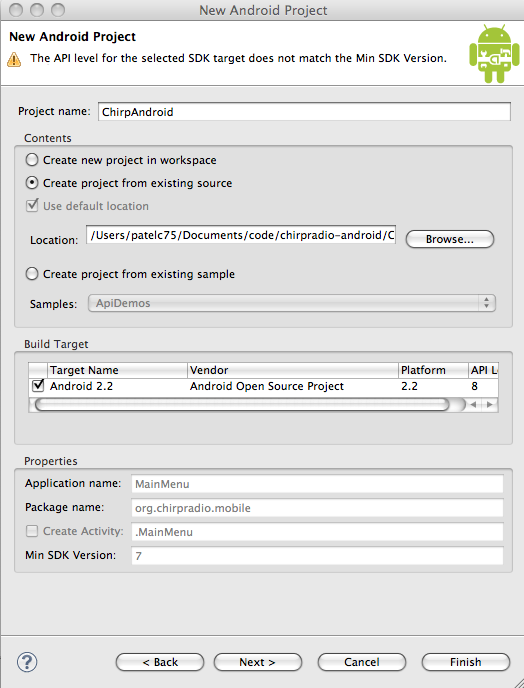 New Android Project
New Android Project
The API level for the selected SDK target does not match the Min SDK Version.
Project name: ChirpAndroid
Contents
Create new project in workspace
Create project from existing source
Use default location
Location: /Users/patelc75/Documents/code/chirpradio-android/C
Browse...
Create project from existing sample
Samples: ApiDemos
Build Target
Target Name Vendor Platform API L
Android 2.2 Android Open Source Project 2.2 8
Properties
Application name: MainMenu
Package name: org.chirpradio.mobile
Create Activity: .MainMenu
Min SDK Version: 7
? < Back Next > Cancel Finish